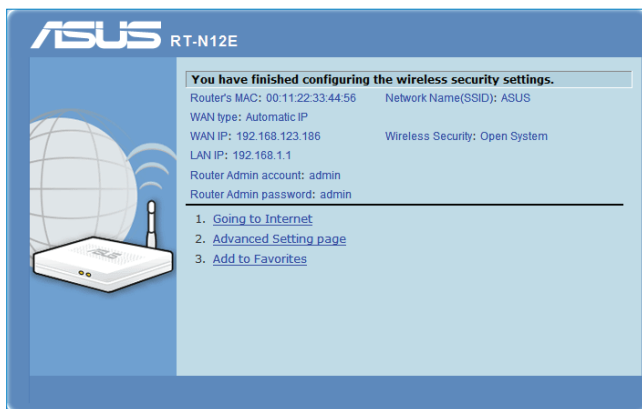 ASUS RT-N12E
You have finished configuring the wireless security settings.
Router's MAC: 00:11:22:33:44:56 Network Name(SSID): ASUS
WAN type: Automatic IP
WAN IP: 192.168.123.186 Wireless Security: Open System
LAN IP: 192.168.1.1
Router Admin account: admin
Router Admin password: admin
1. Going to Internet
2. Advanced Setting page
3. Add to Favorites
ASUS